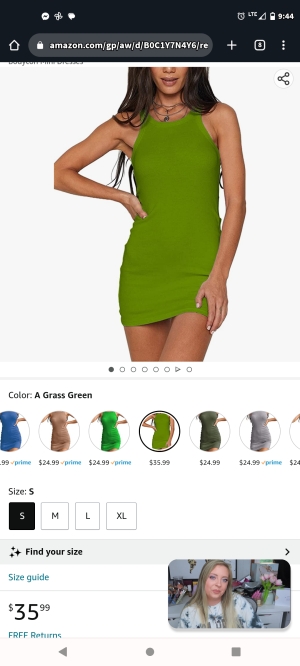 LTE 9:44
amazon.com/gp/aw/d/B0C1Y7N4Y6/re 8
Bodycon Mini Dresses
Color: A Grass Green
.99 prime $24.99 prime $24.99 prime $35.99 $24.99 $24.99 prime $24
Size: S
S M L XL
Find your size
Size guide
$35 99
FREE Returns